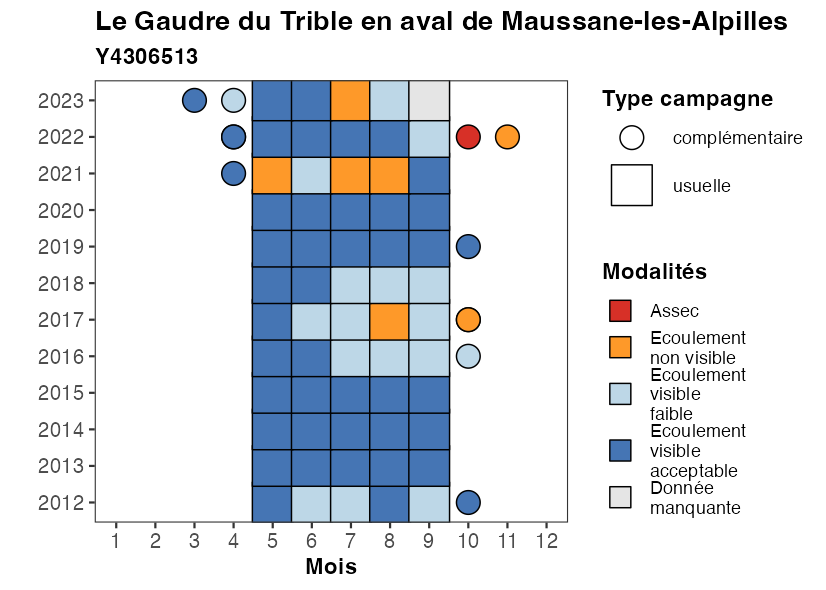 Le Gaudre du Trible en aval de Maussane-les-Alpilles
Y4306513
2023
2022
2021
2020
2019
2018
2017
2016
2015
2014
2013
2012
1 2 3 4 5 6 7 8 9 10 11 12
Mois
Type campagne
complémentaire
usuelle
Modalités
Assec
Ecoulement
non visible
Ecoulement
visible
faible
Ecoulement
visible
acceptable
Donnée
manquante